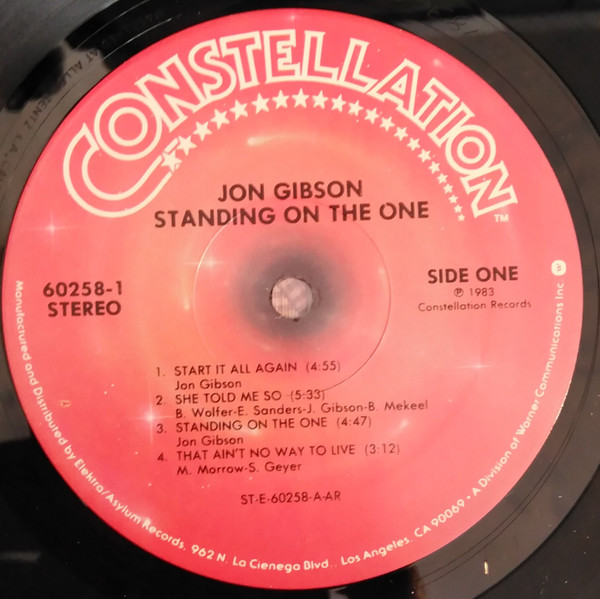 CONSTELLATION TM
JON GIBSON
STANDING ON THE ONE
60258-1
STEREO
SIDE ONE
℗ 1983
Constellation Records
1. START IT ALL AGAIN (4:55)
Jon Gibson
2. SHE TOLD ME SO (5:33)
B. Wolfer-E. Sanders-J. Gibson-B. Mekeel
3. STANDING ON THE ONE (4:47)
Jon Gibson
4. THAT AIN'T NO WAY TO LIVE (3:12)
M. Morrow-S. Geyer
ST-E-60258-A-AR
Manufactured and Distributed by Elektra/Asylum Records, 962 N. La Cienega Blvd., Los Angeles, CA 90069 • A Division of Warner Communications Inc